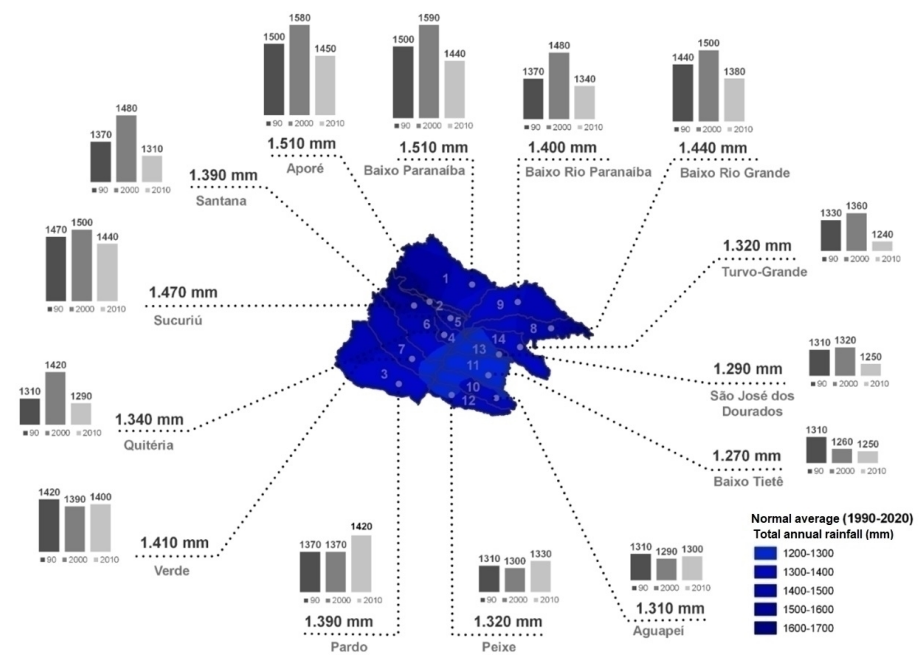 1500 1580 1450
90 2000 2010
1.510 mm
Aporé
1500 1590 1440
90 2000 2010
1.510 mm
Baixo Paranaíba
1370 1480 1340
90 2000 2010
1.400 mm
Baixo Rio Paranaiba
1440 1500 1380
90 2000 2010
1.440 mm
Baixo Rio Grande
1370 1480 1310
90 2000 2010
1.390 mm
Santana
1330 1360 1240
90 2000 2010
1.320 mm
Turvo-Grande
1470 1500 1440
90 2000 2010
1.470 mm
Sucuriú
1310 1320 1250
90 2000 2010
1.290 mm
São José dos
Dourados
1310 1420 1290
90 2000 2010
1.340 mm
Quitéria
1310 1260 1250
90 2000 2010
1.270 mm
Baixo Tietê
1420 1390 1400
90 2000 2010
1.410 mm
Verde
1370 1370 1420
90 2000 2010
1.390 mm
Pardo
1310 1300 1330
90 2000 2010
1.320 mm
Peixe
1310 1290 1300
90 2000 2010
1.310 mm
Aguapeí
1
2
9
5
6
8
4
14
7
13
11
3
10
12
Normal average (1990-2020)
Total annual rainfall (mm)
1200-1300
1300-1400
1400-1500
1500-1600
1600-1700